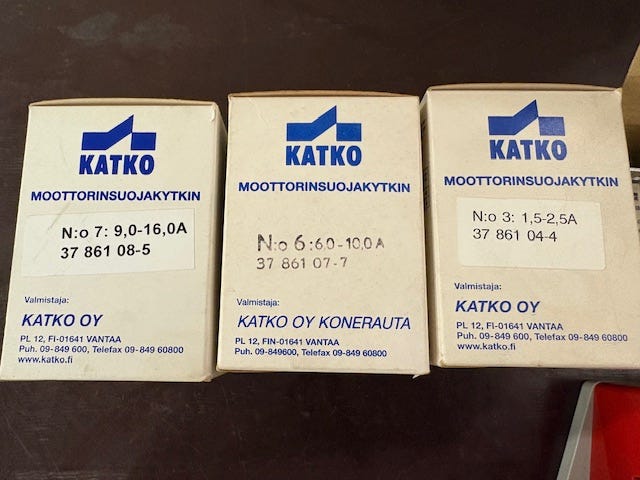 KATKO
MOOTTORINSUOJAKYTKIN
N:o 7: 9,0-16,0A
37 861 08-5
Valmistaja:
KATKO OY
PL 12, FI-01641 VANTAA
Puh. 09-849 600, Telefax 09-849 60800
www.katko.fi
KATKO
MOOTTORINSUOJAKYTKIN
N:o 6:6,0-10,0A
37 861 07-7
Valmistaja:
KATKO OY KONERAUTA
PL 12, FIN-01641 VANTAA
Puh. 09-849600, Telefax 09-849 60800
KATKO
MOOTTORINSUOJAKYTKIN
N:o 3: 1,5-2,5A
37 861 04-4
Valmistaja:
KATKO OY
PL 12, FI-01641 VANTAA
Puh. 09-849 600, Telefax 09-849 60800
www.katko.fi